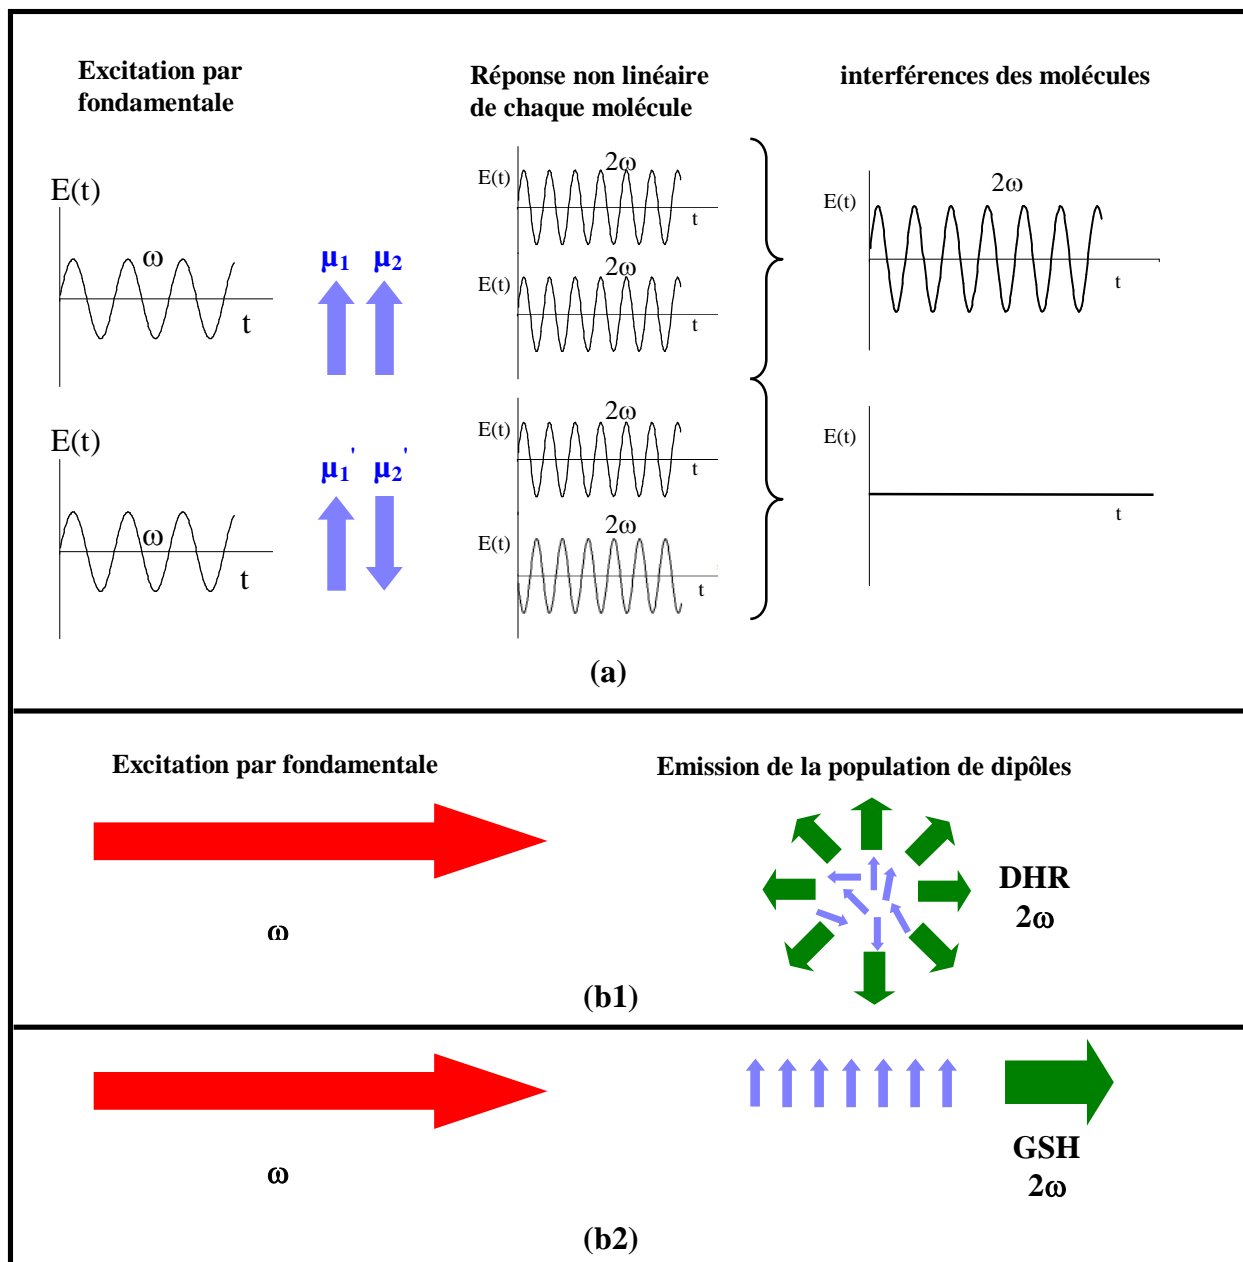 Excitation par
fondamentale
Réponse non linéaire
de chaque molécule
interférences des molécules
E(t)
ω
t
μ1 μ2
E(t)
2ω
t
E(t)
2ω
t
E(t)
2ω
t
E(t)
ω
t
μ1' μ2'
E(t)
2ω
t
E(t)
2ω
t
E(t)
t
(a)
Excitation par fondamentale
Emission de la population de dipôles
ω
DHR
2ω
(b1)
ω
GSH
2ω
(b2)